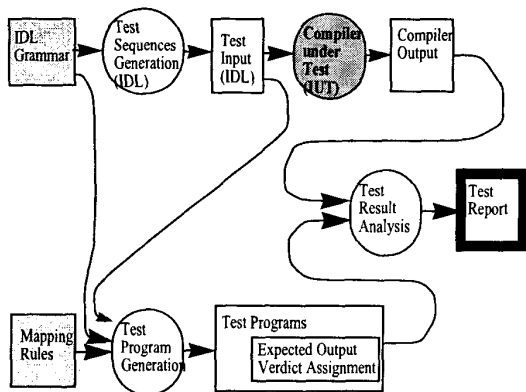 IDL
Grammar
Test
Sequences
Generation
(IDL)
Test
Input
(IDL)
Compiler
under
Test
(IUT)
Compiler
Output
Test
Result
Analysis
Test
Report
Mapping
Rules
Test
Program
Generation
Test Programs
Expected Output
Verdict Assignment